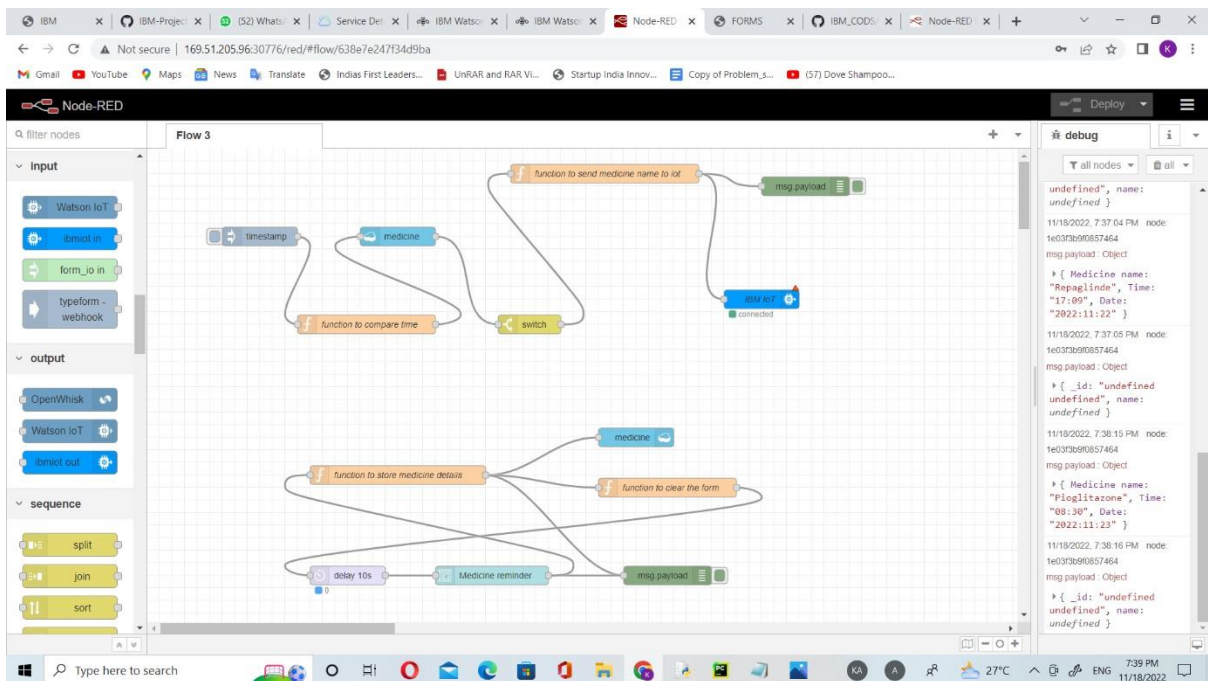 IBM
IBM-Project
(52) Whats
Service Det
IBM Watso
IBM Watso
Node-RED
FORMS
IBM_CODS
Node-RED
Not secure | 169.51.205.96:30776/red/#flow/638e7e247f34d9ba
K
Gmail
YouTube
Maps
News
Translate
Indias First Leaders...
UnRAR and RAR Vi...
Startup India Innov...
Copy of Problem_s...
(57) Dove Shampoo...
Node-RED
Deploy
filter nodes
Flow 3
debug
i
input
Watson IoT
ibmiot in
form_io in
typeform -
webhook
output
OpenWhisk
Watson IoT
ibmiot out
sequence
split
join
sort
function to send medicine name to iot
msg.payload
timestamp
medicine
IBM IoT
connected
function to compare time
switch
medicine
function to store medicine details
function to clear the form
delay 10s
0
Medicine reminder
msg.payload
all nodes
all
undefined", name:
undefined }
11/18/2022, 7:37:04 PM node:
1e03f3b9f0857464
msg.payload : Object
{ Medicine name:
"Repaglinde", Time:
"17:09", Date:
"2022:11:22" }
11/18/2022, 7:37:05 PM node:
1e03f3b9f0857464
msg.payload : Object
{ _id: "undefined
undefined", name:
undefined }
11/18/2022, 7:38:15 PM node:
1e03f3b9f0857464
msg.payload : Object
{ Medicine name:
"Pioglitazone", Time:
"08:30", Date:
"2022:11:23" }
11/18/2022, 7:38:16 PM node:
1e03f3b9f0857464
msg.payload : Object
{ _id: "undefined
undefined", name:
undefined }
Type here to search
KA
A
27°C
ENG
7:39 PM
11/18/2022